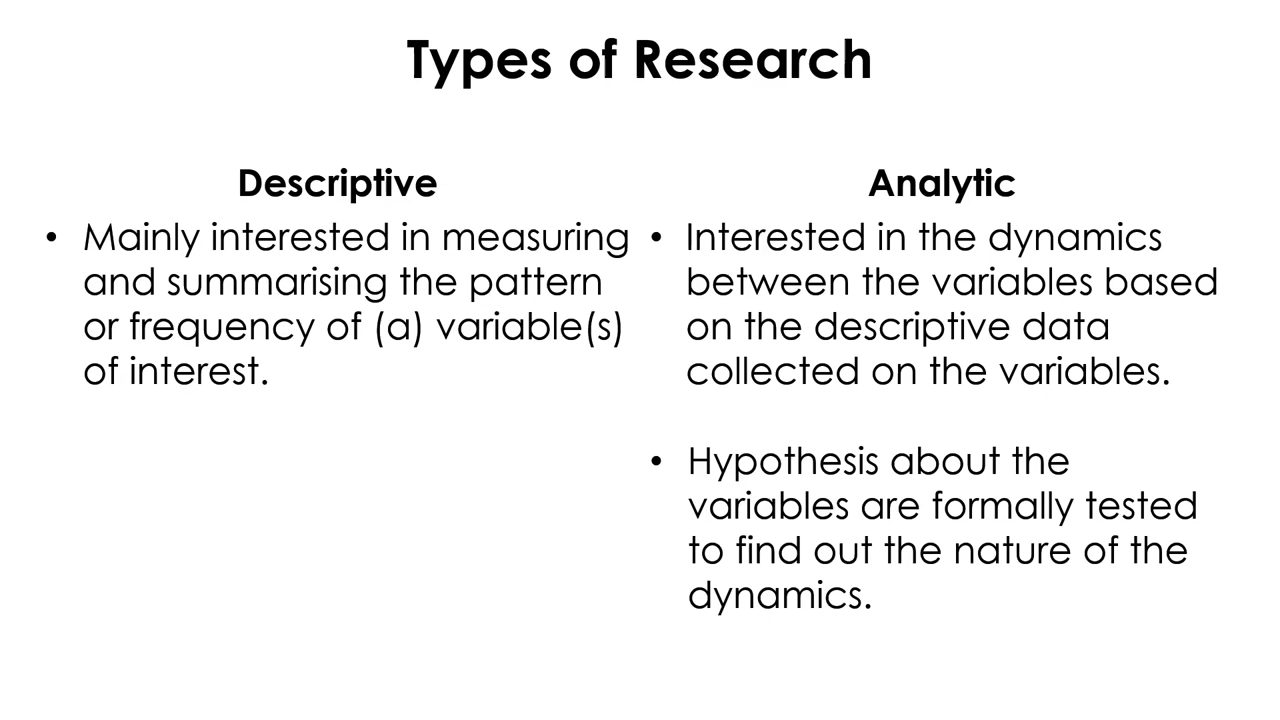 Types of Research
Descriptive
• Mainly interested in measuring
and summarising the pattern
or frequency of (a) variable(s)
of interest.
Analytic
• Interested in the dynamics
between the variables based
on the descriptive data
collected on the variables.
• Hypothesis about the
variables are formally tested
to find out the nature of the
dynamics.